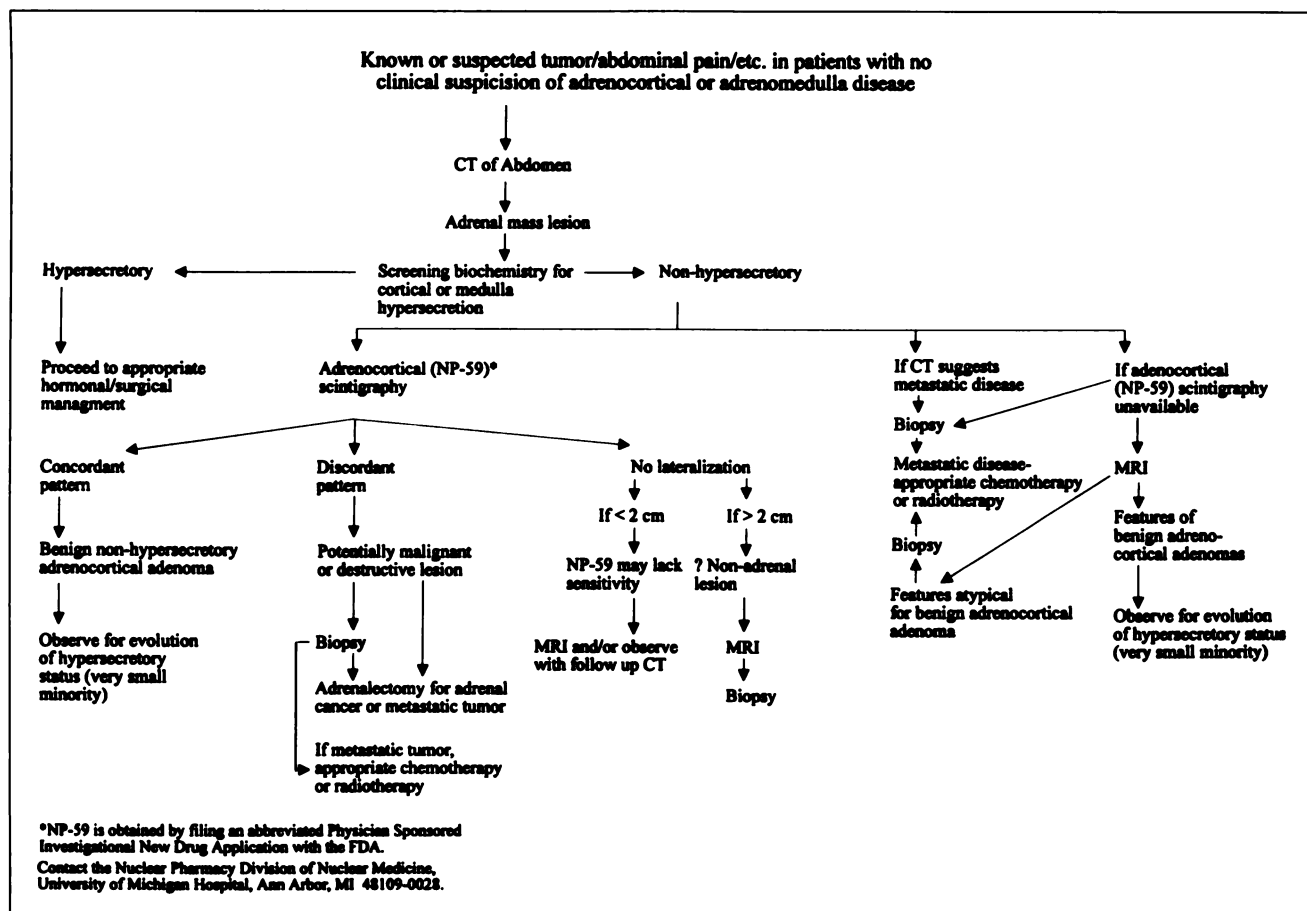 Known or suspected tumor/abdominal pain/etc. in patients with no
clinical suspicision of adrenocortical or adrenomedulla disease
CT of Abdomen
Adrenal mass lesion
Hypersecretory
Screening biochemistry for
cortical or medulla
hypersecretion
Non-hypersecretory
Proceed to appropriate
hormonal/surgical
managment
Adrenocortical (NP-59)*
scintigraphy
If CT suggests
metastatic disease
If adenocortical
(NP-59) scintigraphy
unavailable
Biopsy
Concordant
pattern
Discordant
pattern
No lateralization
Metastatic disease-
appropriate chemotherapy
or radiotherapy
MRI
If < 2 cm
If > 2 cm
Features of
benign adreno-
cortical adenomas
Benign non-hypersecretory
adrenocortical adenoma
Potentially malignant
or destructive lesion
NP-59 may lack
sensitivity
? Non-adrenal
lesion
Biopsy
Features atypical
for benign adrenocortical
adenoma
Observe for evolution
of hypersecretory status
(very small minority)
Observe for evolution
of hypersecretory
status (very small
minority)
Biopsy
MRI and/or observe
with follow up CT
MRI
Adrenalectomy for adrenal
cancer or metastatic tumor
Biopsy
If metastatic tumor,
appropriate chemotherapy
or radiotherapy
*NP-59 is obtained by filing an abbreviated Physician Sponsored
Investigational New Drug Application with the FDA.
Contact the Nuclear Pharmacy Division of Nuclear Medicine,
University of Michigan Hospital, Ann Arbor, MI 48109-0028.